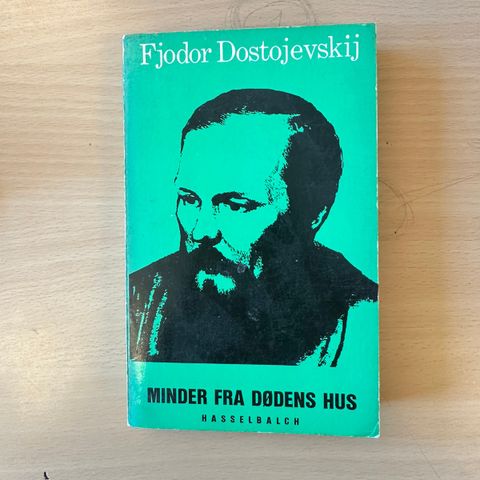 Fjodor Dostojevskij
MINDER FRA DØDENS HUS
HASSELBALCH